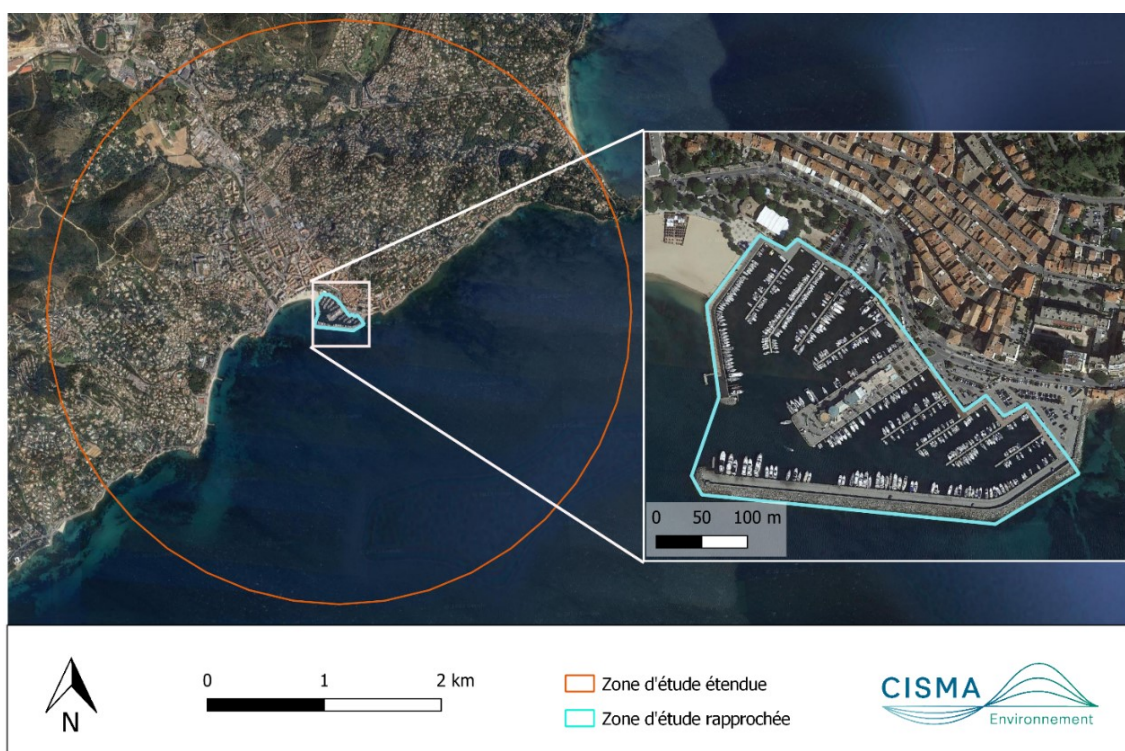 0 50 100 m
N
0 1 2 km
Zone d'étude étendue
Zone d'étude rapprochée
CISMA
Environnement